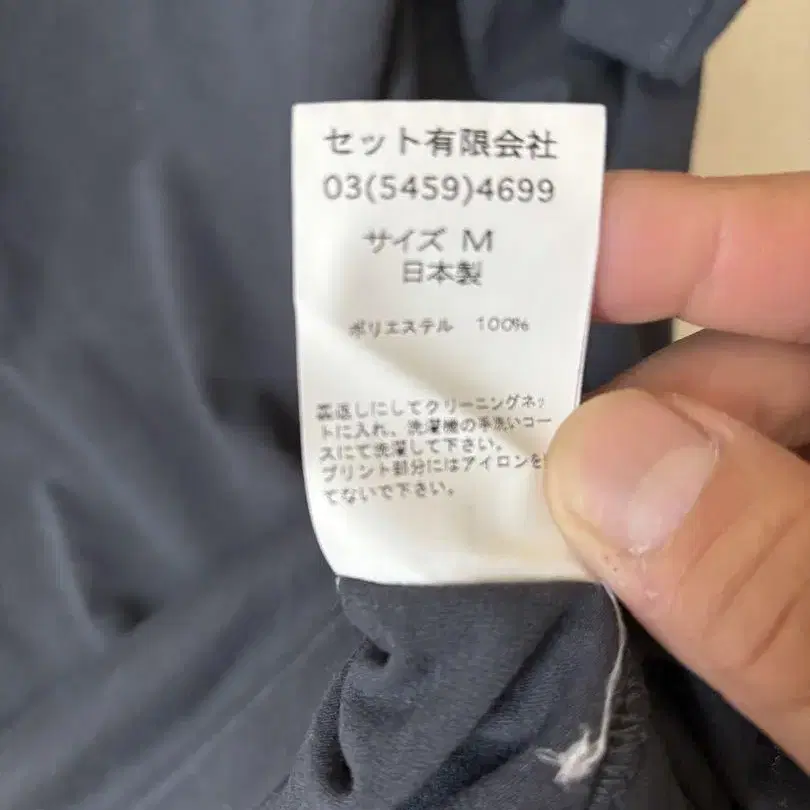 セット有限会社
03(5459)4699
サイズ M
日本製
ポリエステル 100%
裏返しにしてクリーニングネッ
トに入れ、洗濯機の手洗いコー
スにて洗濯して下さい。
プリント部分にはアイロンを
てないで下さい。